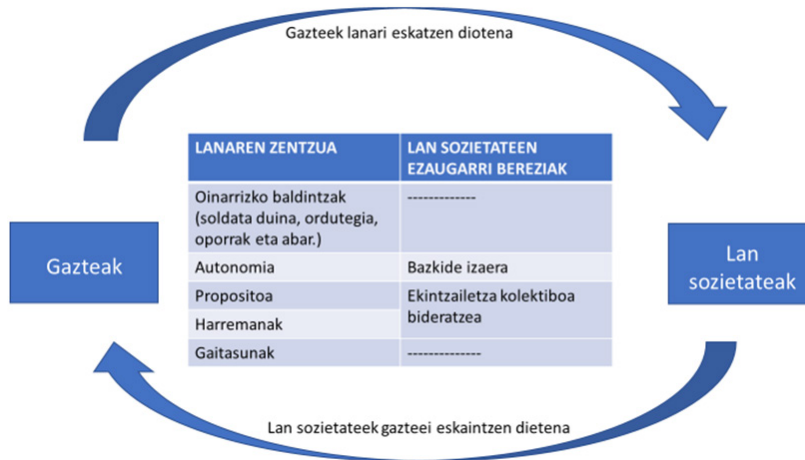 Gazteek lanari eskatzen diotena
LANAREN ZENTZUA
LAN SOZIETATEEN
EZAUGARRI BEREZIAK
Oinarrizko baldintzak
(soldata duina, ordutegia,
oporrak eta abar.)
-------------
Autonomia
Bazkide izaera
Propositoa
Ekintzailetza kolektiboa
bideratzea
Harremanak
Gaitasunak
--------------
Gazteak
Lan
sozietateak
Lan sozietateek gazteei eskaintzen dietena